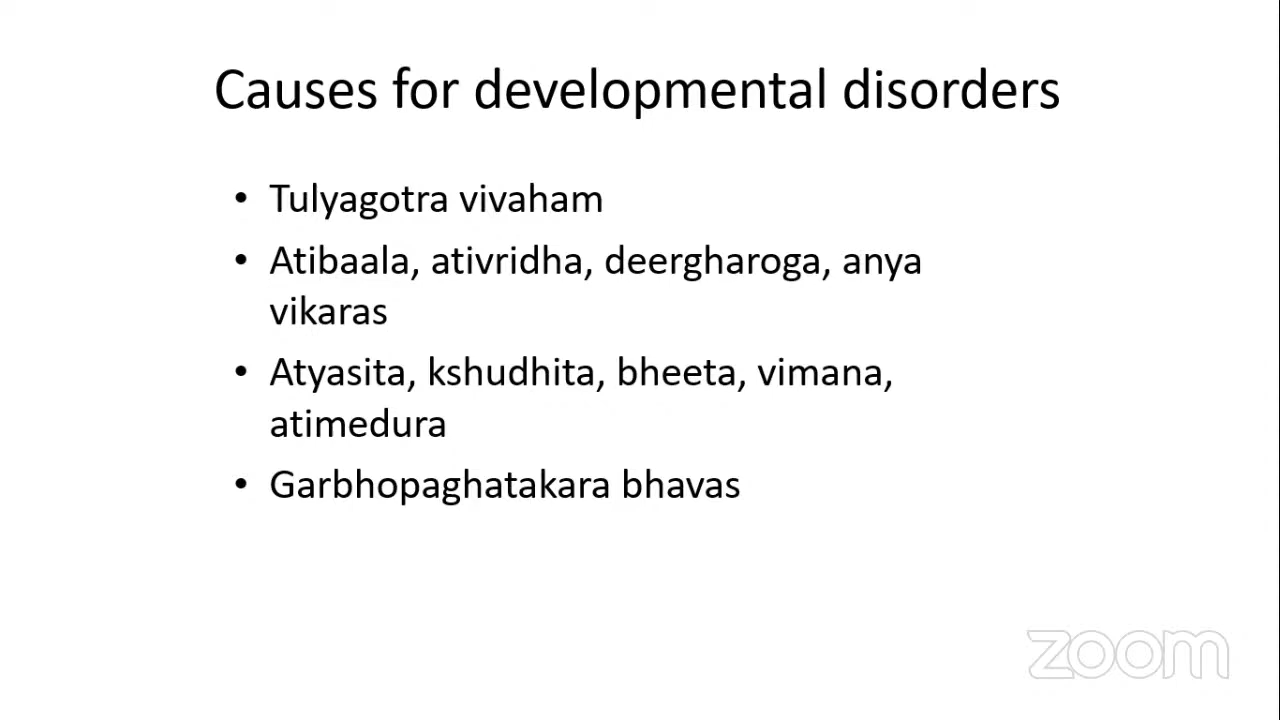 Causes for developmental disorders
• Tulyagotra vivaham
• Atibaala, ativridha, deergharoga, anya
vikaras
• Atyasita, kshudhita, bheeta, vimana,
atimedura
• Garbhopaghatakara bhavas
zoom